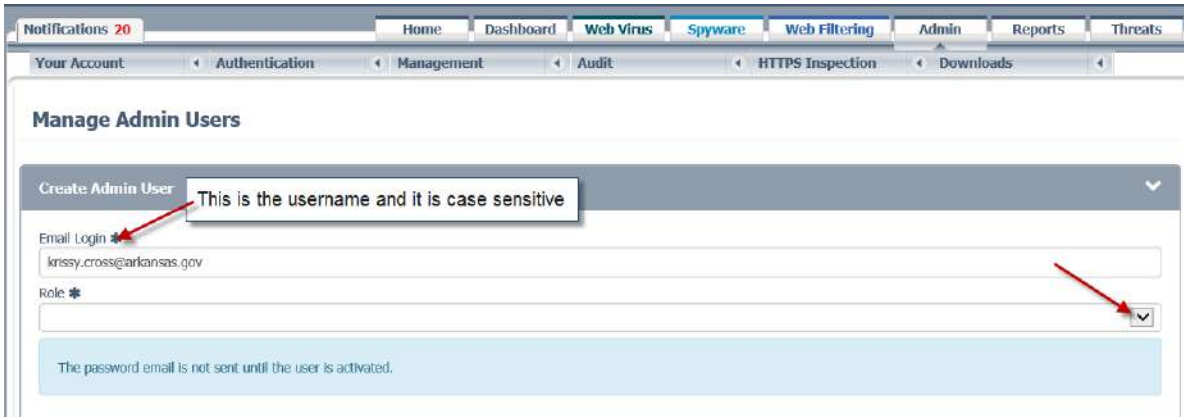 Notifications 20 Home Dashboard Web Virus Spyware Web Filtering Admin Reports Threats
Your Account Authentication Management Audit HTTPS Inspection Downloads
Manage Admin Users
Create Admin User
This is the username and it is case sensitive
Email Login ✱
krissy.cross@arkansas.gov
Role ✱
The password email is not sent until the user is activated.